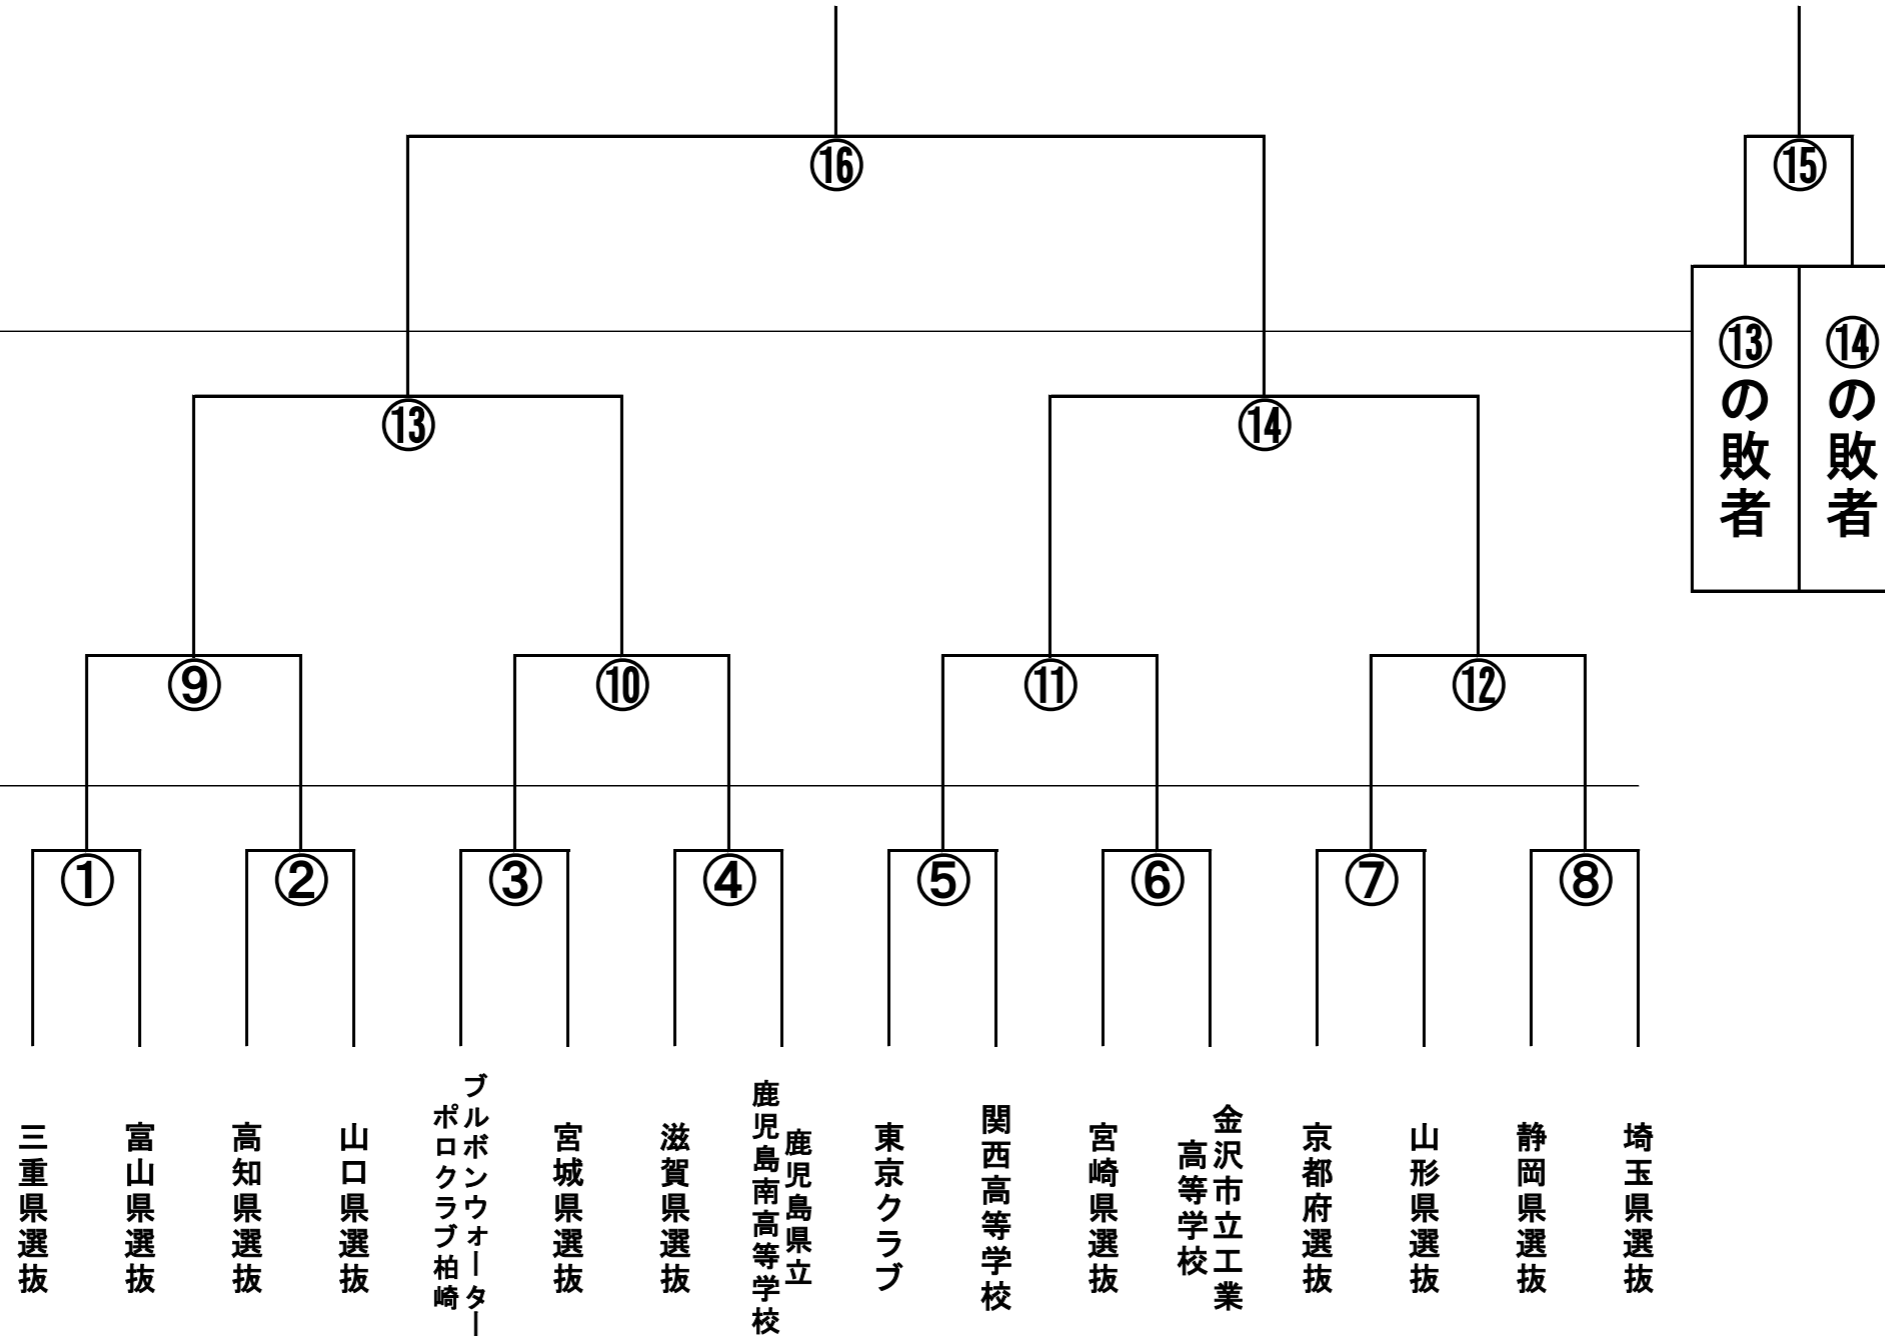 ⑯
⑮
⑬の敗者
⑭の敗者
⑬
⑭
⑨
⑩
⑪
⑫
①
②
③
④
⑤
⑥
⑦
⑧
三重県選抜
富山県選抜
高知県選抜
山口県選抜
ブルボンウォーター
ポロクラブ柏崎
宮城県選抜
滋賀県選抜
鹿児島県立
鹿児島南高等学校
東京クラブ
関西高等学校
宮崎県選抜
金沢市立工業
高等学校
京都府選抜
山形県選抜
静岡県選抜
埼玉県選抜